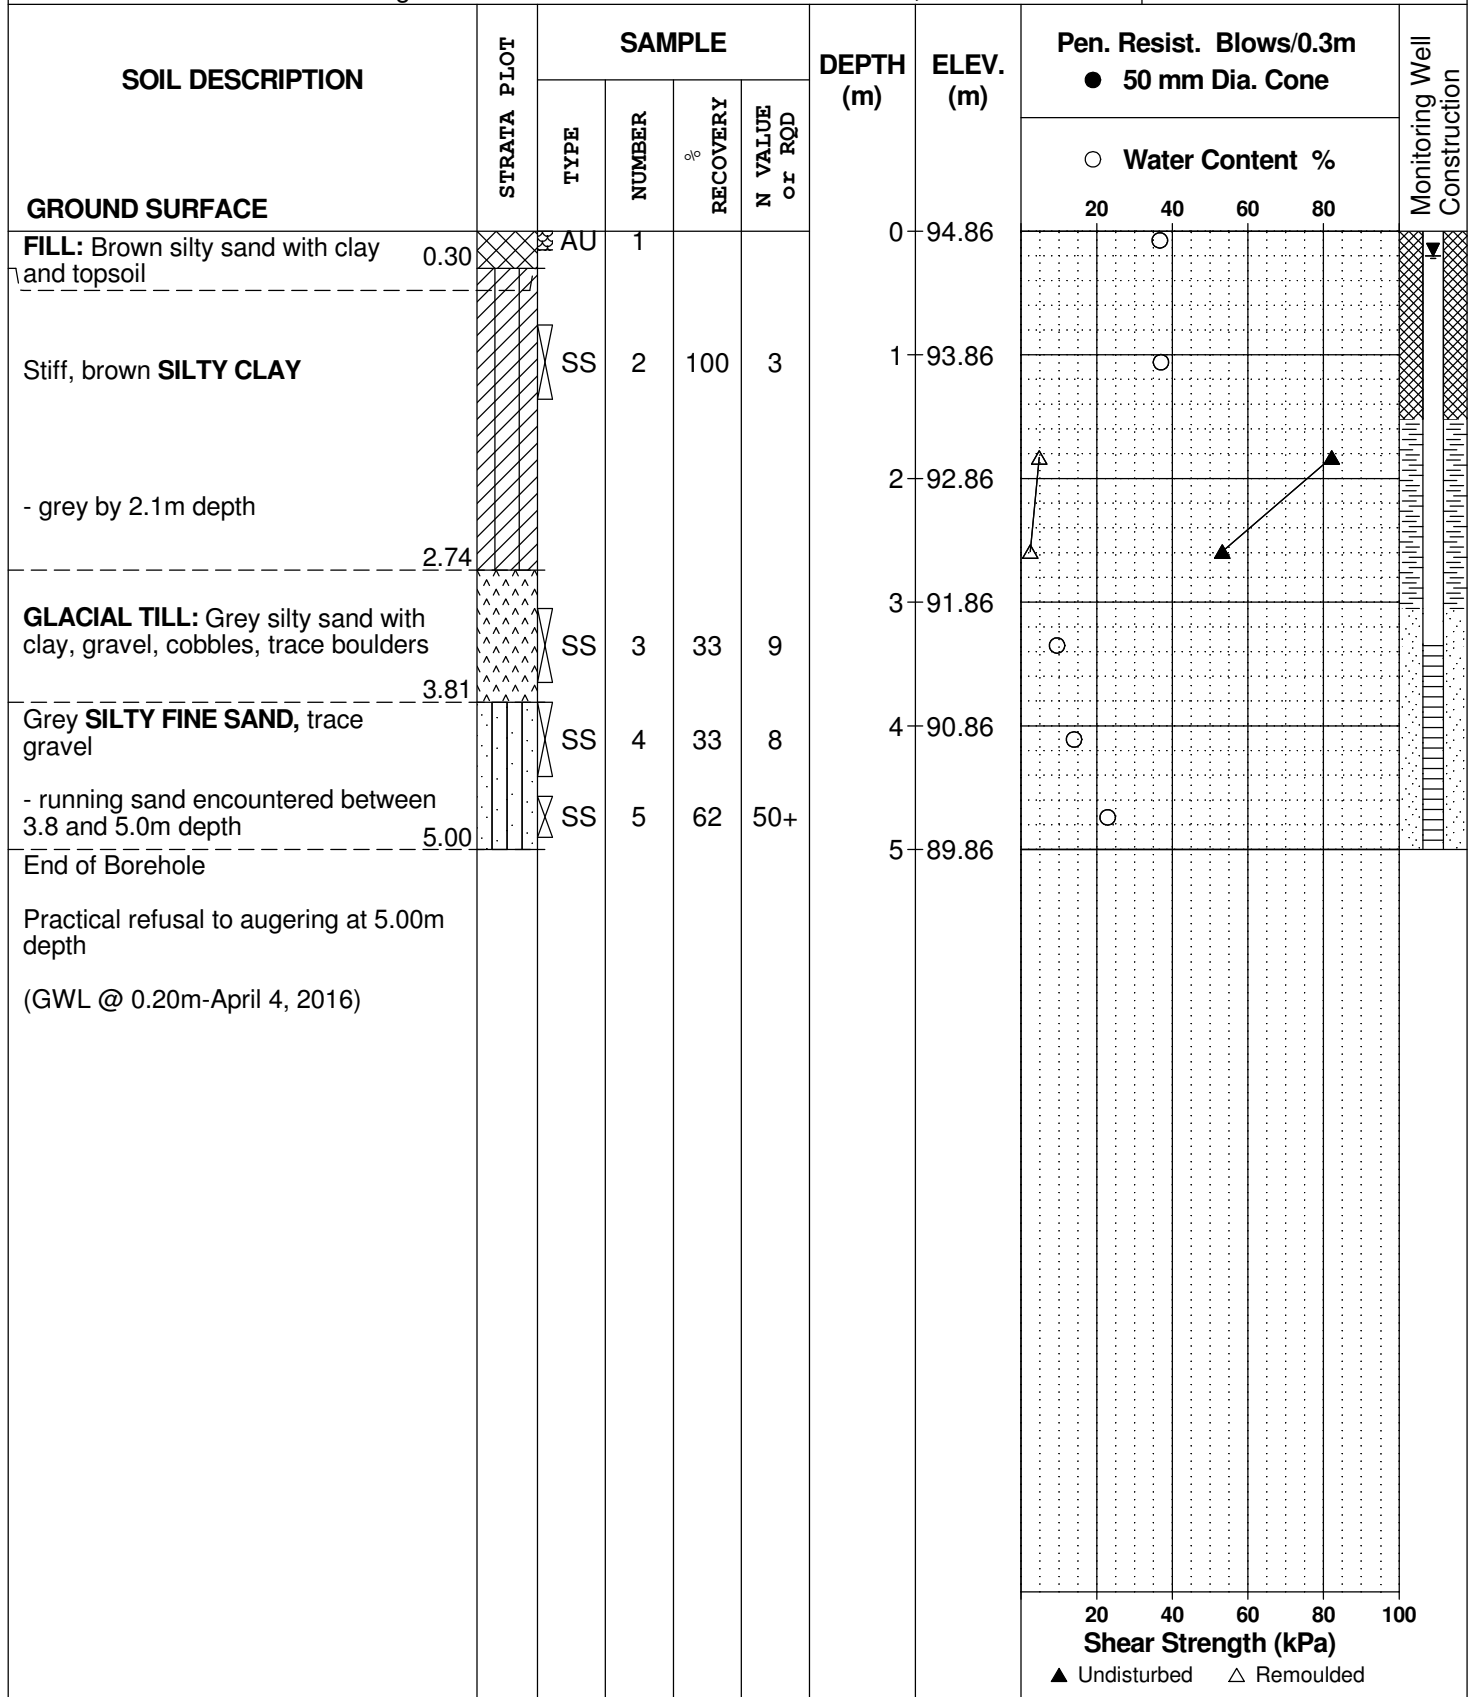 SOIL DESCRIPTION
GROUND SURFACE
STRATA PLOT
SAMPLE
TYPE
NUMBER
%
RECOVERY
N VALUE
or RQD
DEPTH
(m)
ELEV.
(m)
Pen. Resist. Blows/0.3m
● 50 mm Dia. Cone
○ Water Content %
20 40 60 80
Monitoring Well
Construction
FILL: Brown silty sand with clay
and topsoil
0.30
AU 1
0 94.86
Stiff, brown SILTY CLAY
SS 2 100 3
1 93.86
2 92.86
- grey by 2.1m depth
2.74
3 91.86
GLACIAL TILL: Grey silty sand with
clay, gravel, cobbles, trace boulders
SS 3 33 9
3.81
Grey SILTY FINE SAND, trace
gravel
SS 4 33 8
4 90.86
- running sand encountered between
3.8 and 5.0m depth
5.00
SS 5 62 50+
5 89.86
End of Borehole
Practical refusal to augering at 5.00m
depth
(GWL @ 0.20m-April 4, 2016)
20 40 60 80 100
Shear Strength (kPa)
▲ Undisturbed △ Remoulded